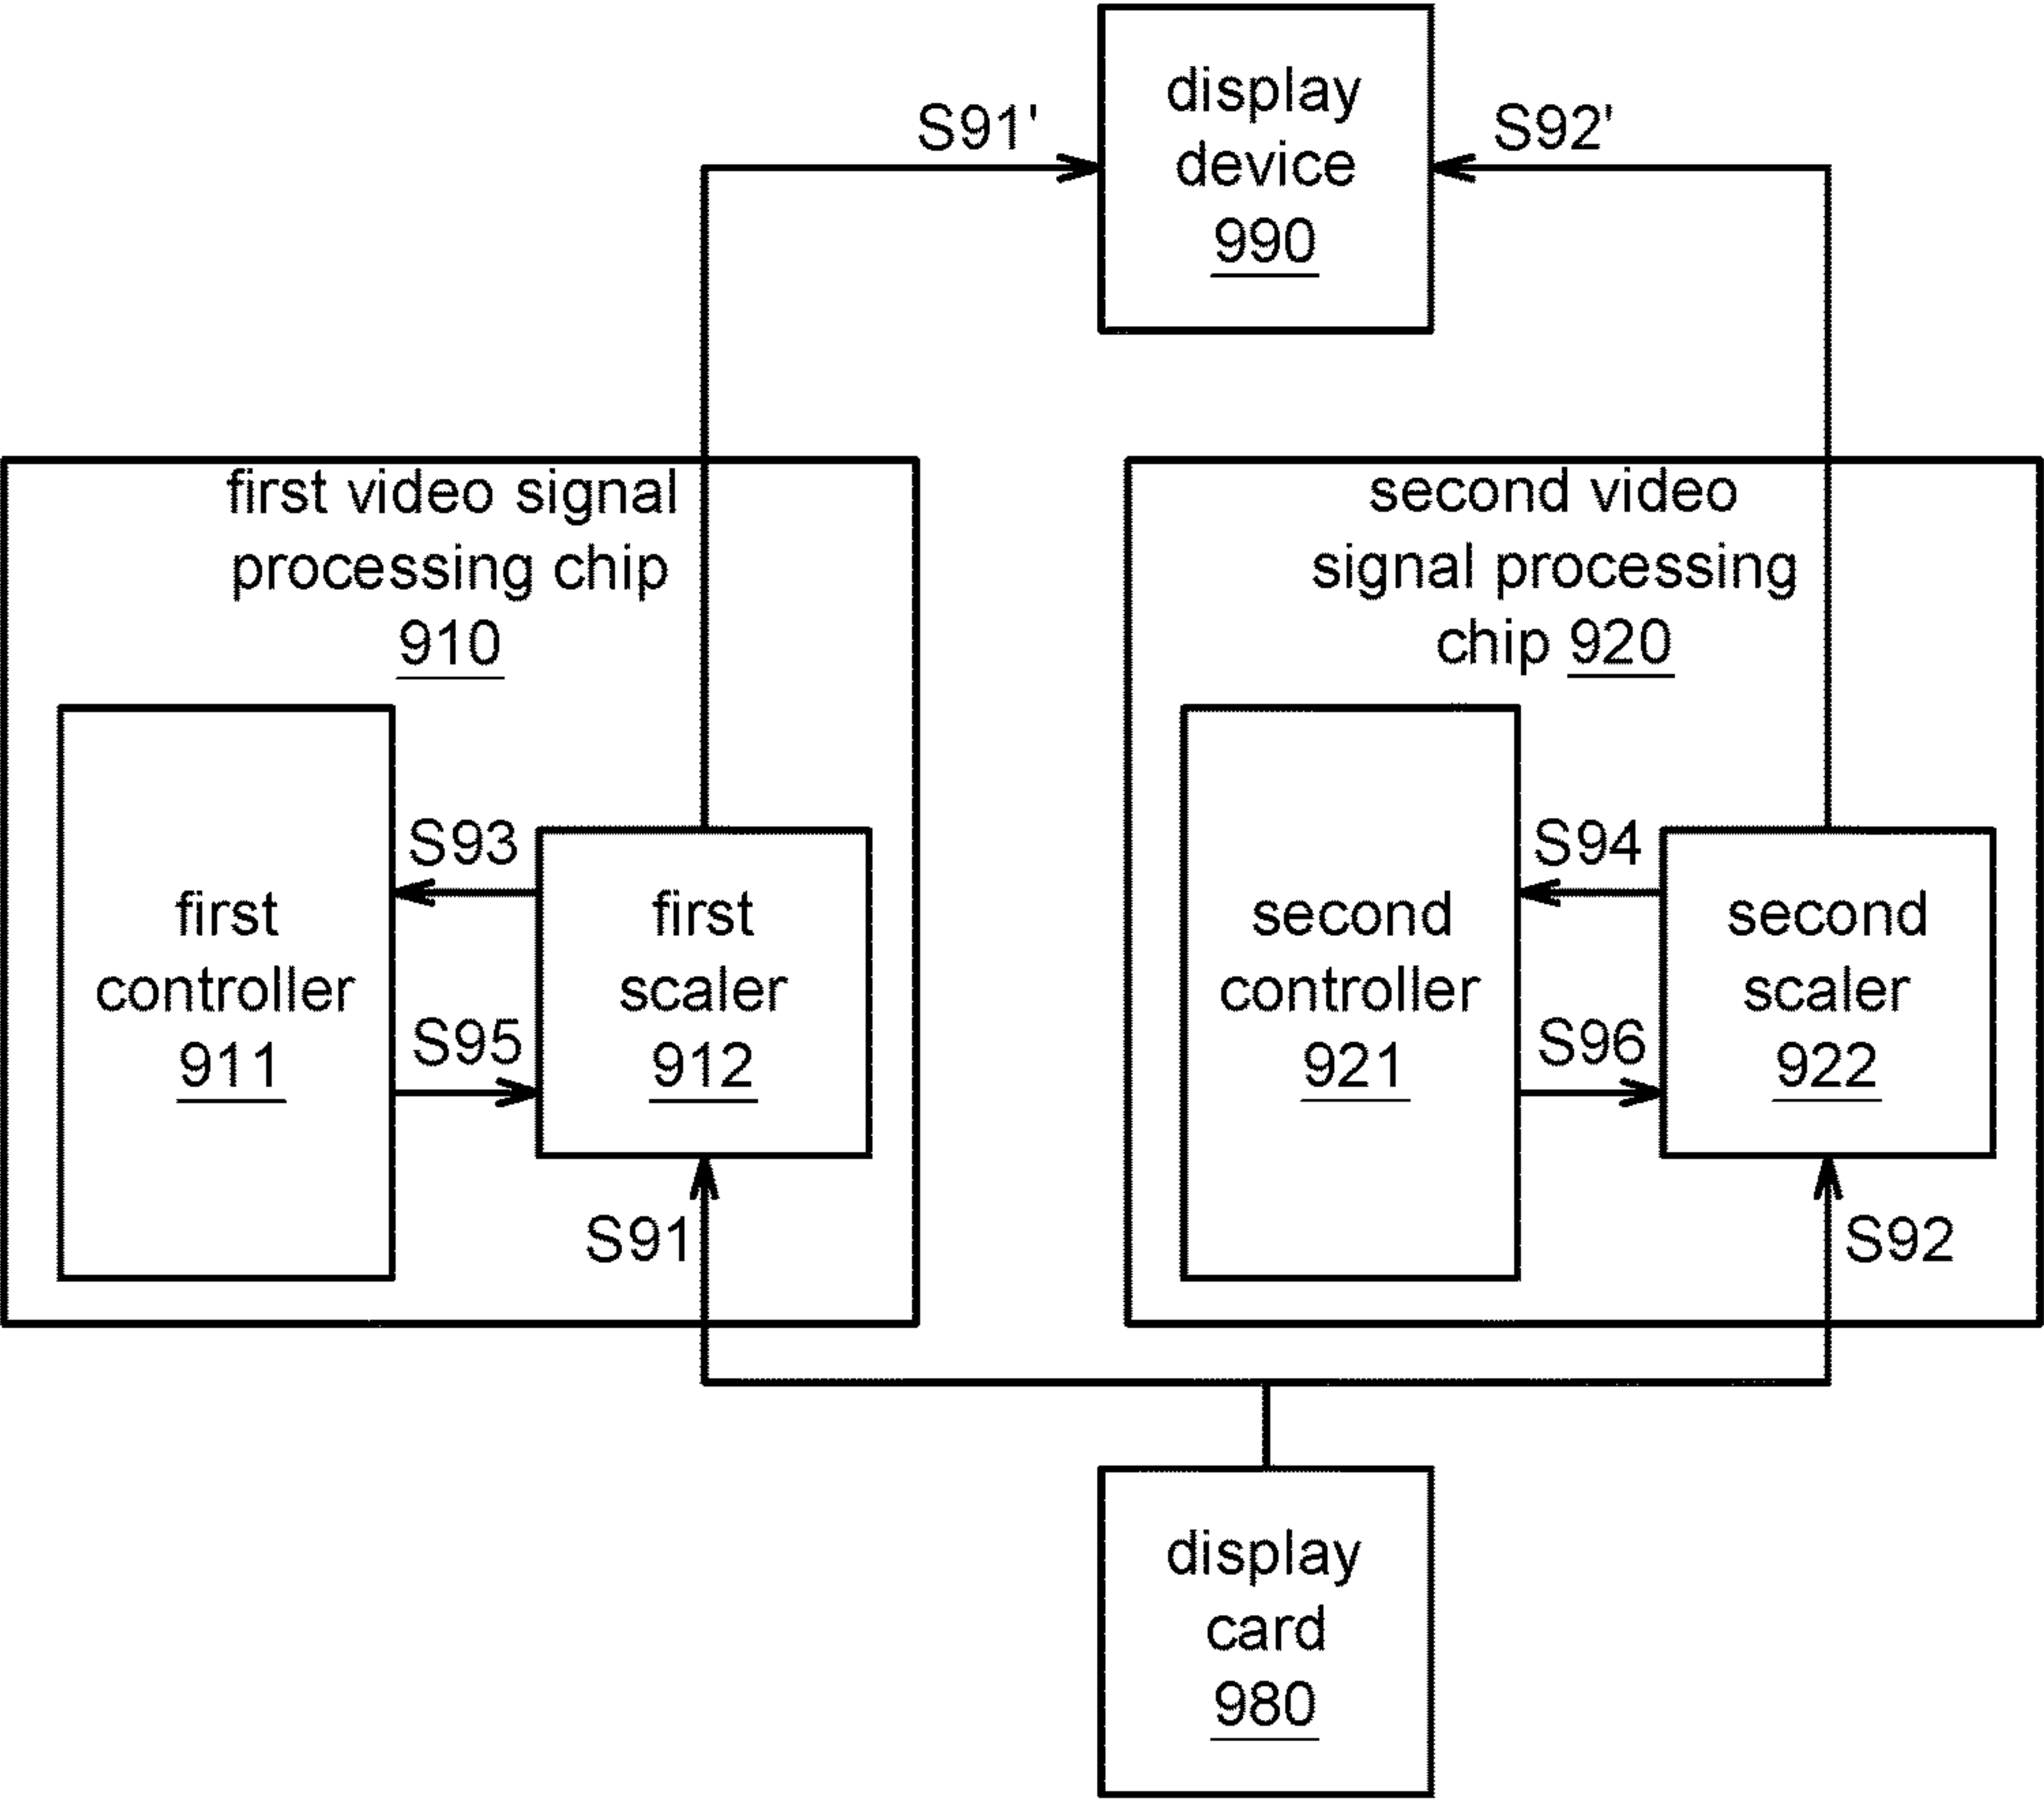 display
device
990
S91'
S92'
first video signal
processing chip
910
second video
signal processing
chip 920
S93
first
controller
911
S95
first
scaler
912
S91
S94
second
controller
921
S96
second
scaler
922
S92
display
card
980